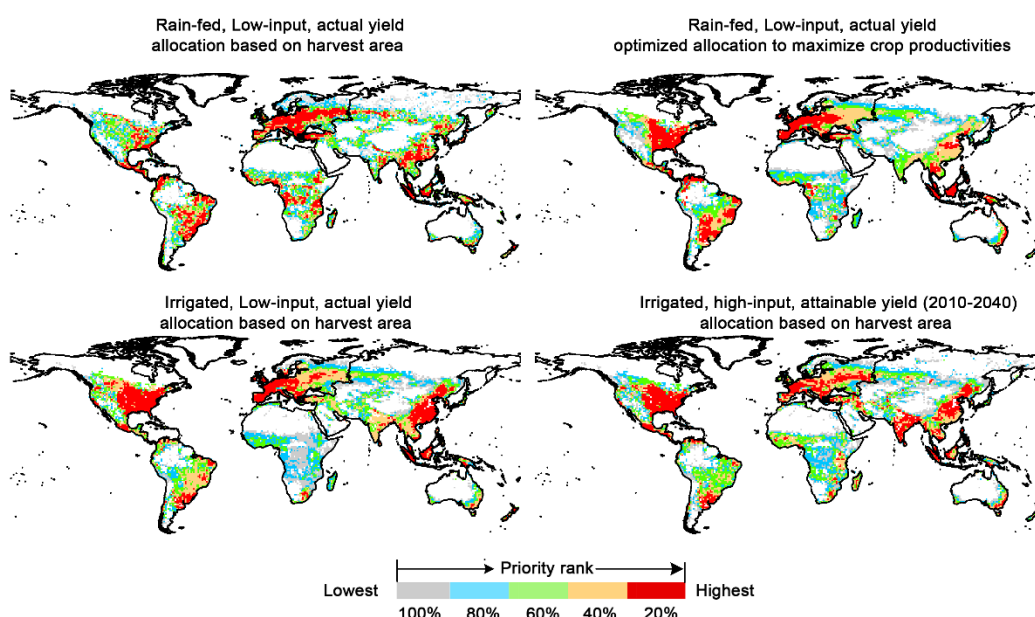 Rain-fed, Low-input, actual yield
allocation based on harvest area
Rain-fed, Low-input, actual yield
optimized allocation to maximize crop productivities
Irrigated, Low-input, actual yield
allocation based on harvest area
Irrigated, high-input, attainable yield (2010-2040)
allocation based on harvest area
Priority rank
Lowest
Highest
100% 80% 60% 40% 20%